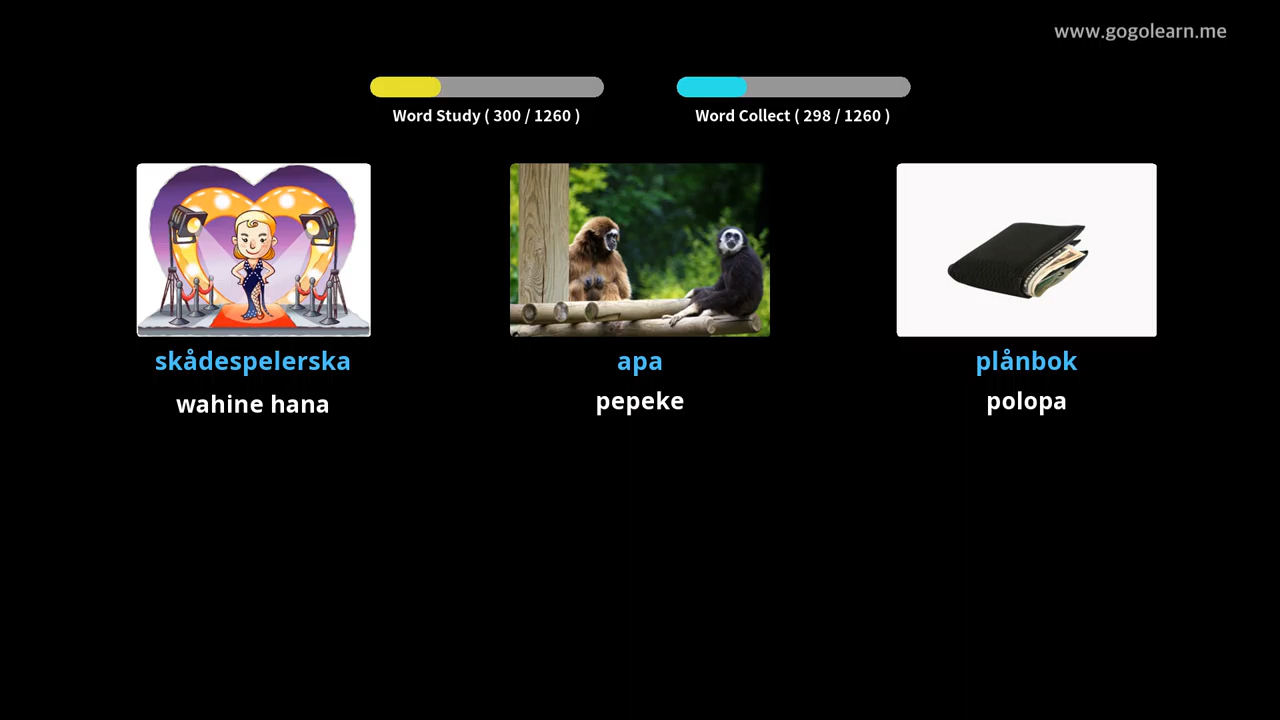 www.gogolearn.me
Word Study ( 300 / 1260 )
Word Collect ( 298 / 1260 )
skådespelerska
apa
plånbok
wahine hana
pepeke
polopa